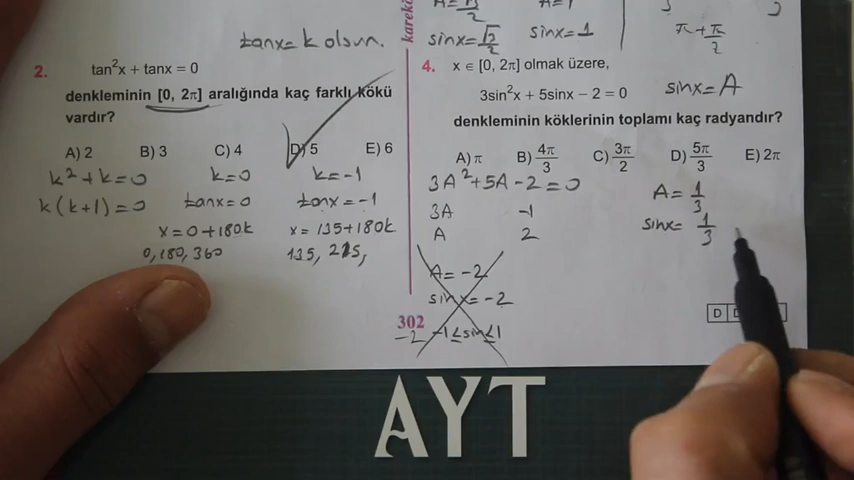 tanx = k olsun.
2.
tan²x + tanx = 0
denkleminin [0, 2π] aralığında kaç farklı kökü
vardır?
A) 2 B) 3 C) 4 D) 5 E) 6
k² + k = 0 k = 0 k = -1
k(k+1) = 0 tanx = 0 tanx = -1
x = 0 + 180k x = 135 + 180k
0, 180, 360 135, 215,
sinx = √2/2 sinx = 1
π + π/2
4. x ∈ [0, 2π] olmak üzere,
3sin²x + 5sinx − 2 = 0 sinx = A
denkleminin köklerinin toplamı kaç radyandır?
A) π B) 4π/3 C) 3π/2 D) 5π/3 E) 2π
3A² + 5A - 2 = 0 A = 1/3
3A -1 sinx = 1/3
A 2
A = -2
sinx = -2
-2 -1 ≤ sin ≤ 1
302
D
AYT